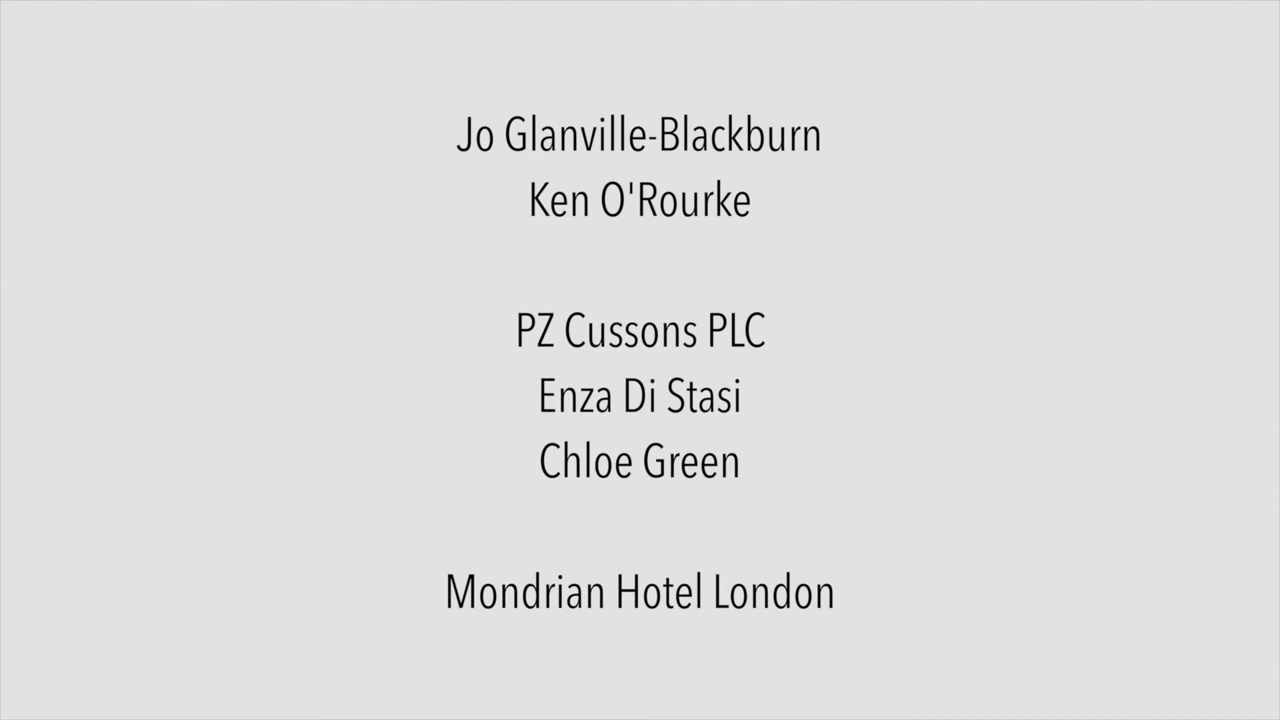 Jo Glanville-Blackburn
Ken O'Rourke
PZ Cussons PLC
Enza Di Stasi
Chloe Green
Mondrian Hotel London